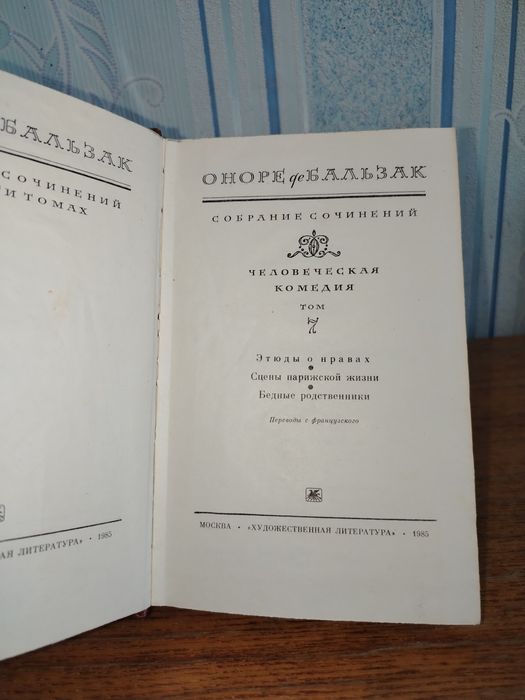 БАЛЬЗАК
СОЧИНЕНИЙ
ТОМАХ
ЛИТЕРАТУРА» · 1985
ОНОРЕ де БАЛЬЗАК
СОБРАНИЕ СОЧИНЕНИЙ
ЧЕЛОВЕЧЕСКАЯ
КОМЕДИЯ
ТОМ
7
Этюды о нравах
Сцены парижской жизни
Бедные родственники
Переводы с французского
МОСКВА · «ХУДОЖЕСТВЕННАЯ ЛИТЕРАТУРА» · 1985